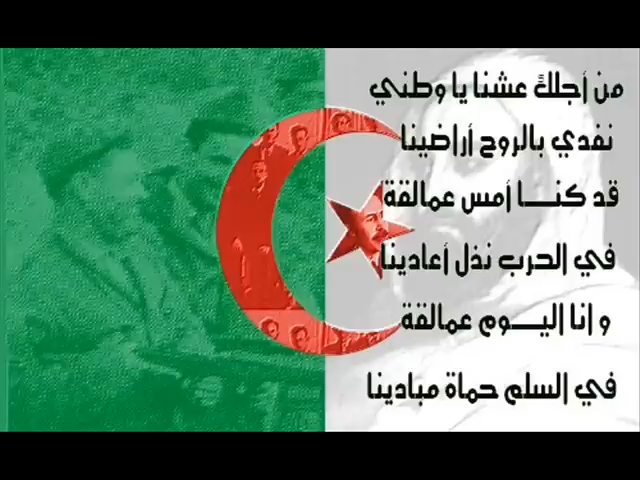 من أجلك عشنا يا وطني
نفدي بالروح أراضينا
قد كنـــا أمس عمالقة
في الحرب نذل أعادينا
و انا اليـــوم عمالقة
في السلم حماة مبادينا